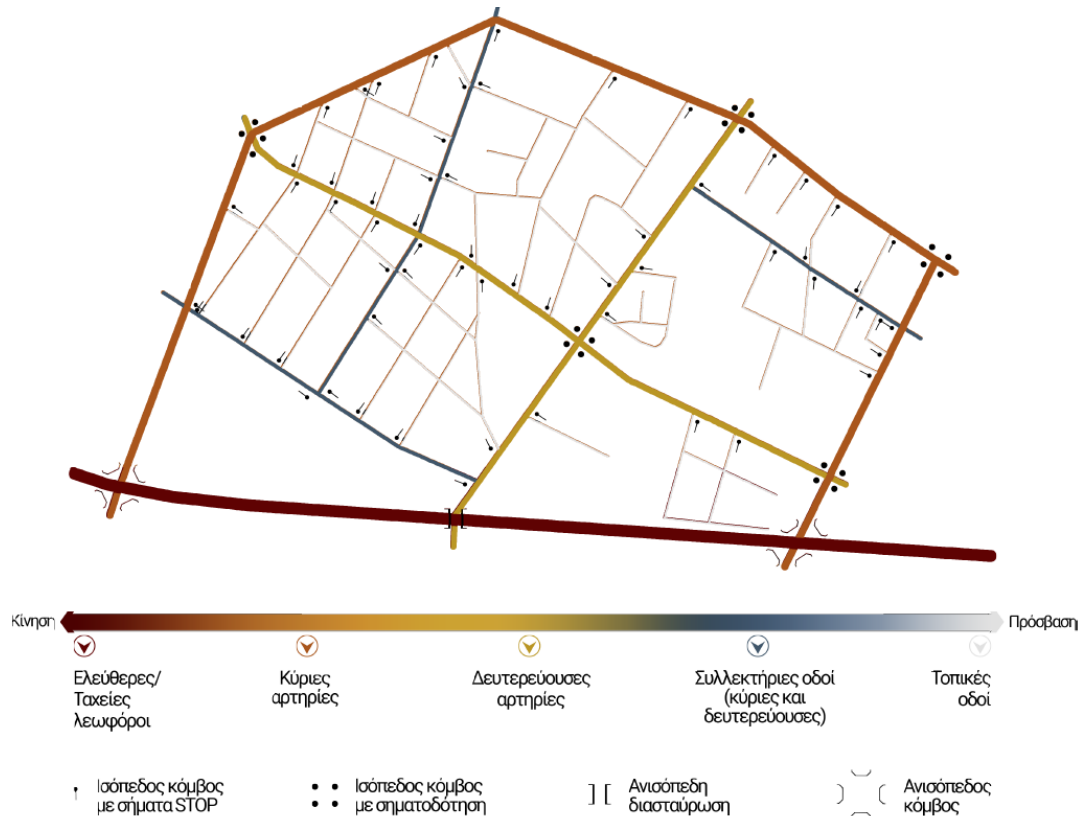 Κίνηση
Πρόσβαση
Ελεύθερες/
Ταχείες
λεωφόροι
Κύριες
αρτηρίες
Δευτερεύουσες
αρτηρίες
Συλλεκτήριες οδοί
(κύριες και
δευτερεύουσες)
Τοπικές
οδοί
Ισόπεδος κόμβος
με σήματα STOP
Ισόπεδος κόμβος
με σηματοδότηση
Ανισόπεδη
διασταύρωση
Ανισόπεδος
κόμβος